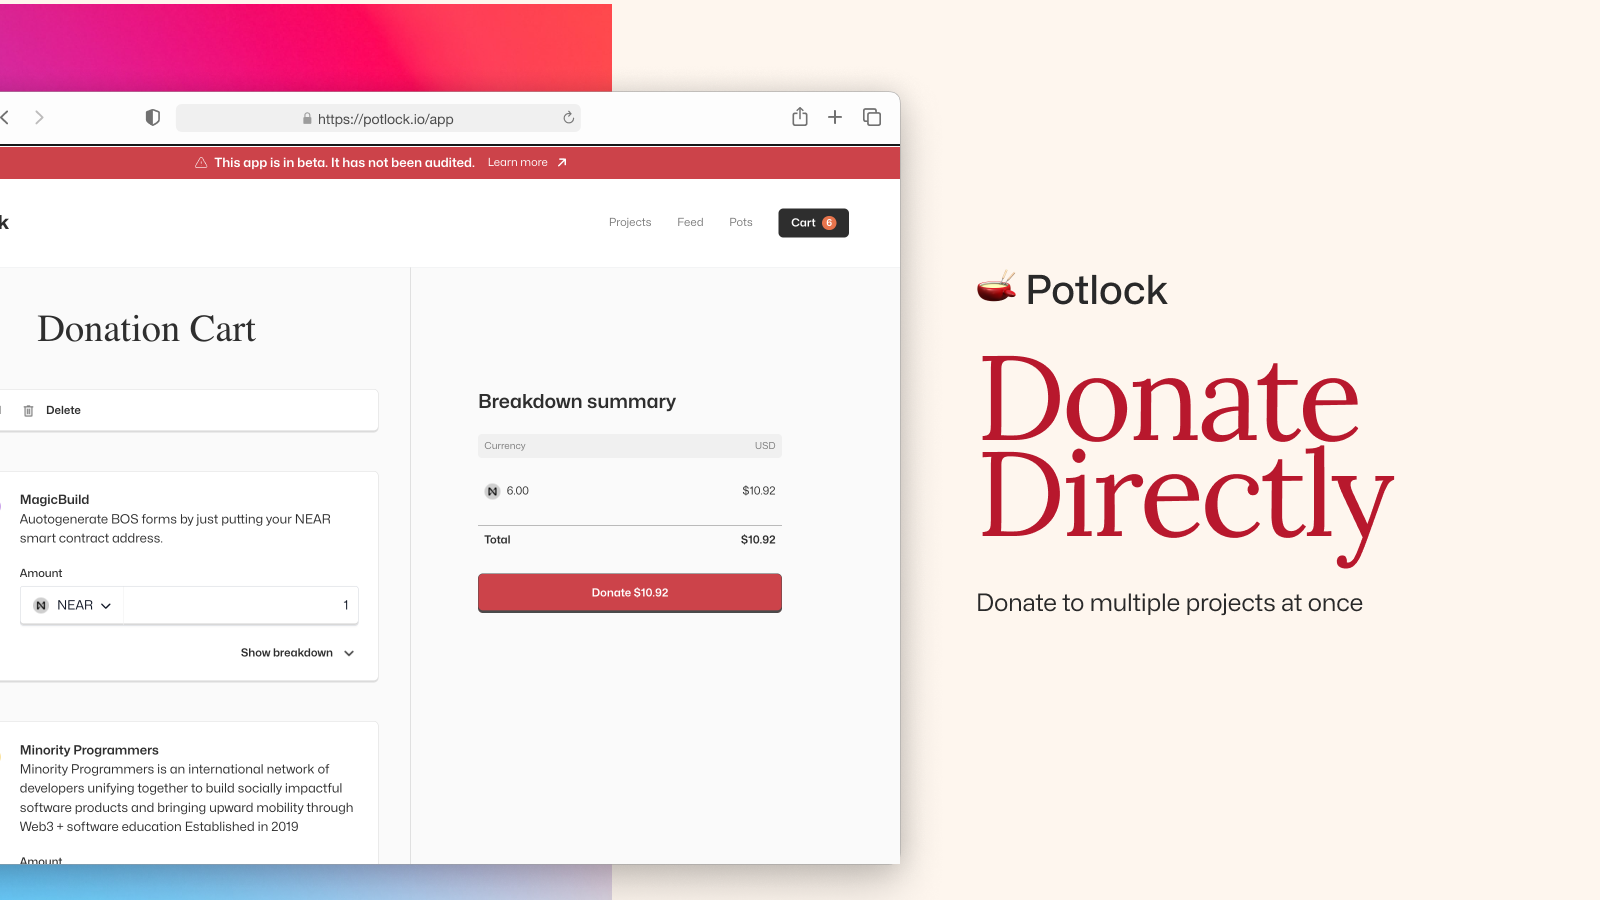 https://potlock.io/app
This app is in beta. It has not been audited. Learn more
k
Projects Feed Pots Cart 6
Donation Cart
Delete
MagicBuild
Auotogenerate BOS forms by just putting your NEAR
smart contract address.
Amount
NEAR 1
Show breakdown
Minority Programmers
Minority Programmers is an international network of
developers unifying together to build socially impactful
software products and bringing upward mobility through
Web3 + software education Established in 2019
Amount
Breakdown summary
Currency USD
6.00 $10.92
Total $10.92
Donate $10.92
Potlock
Donate
Directly
Donate to multiple projects at once